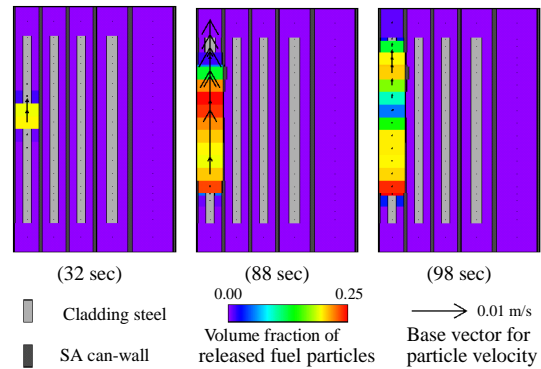 (32 sec)
(88 sec)
(98 sec)
Cladding steel
SA can-wall
0.00
0.25
Volume fraction of
released fuel particles
0.01 m/s
Base vector for
particle velocity